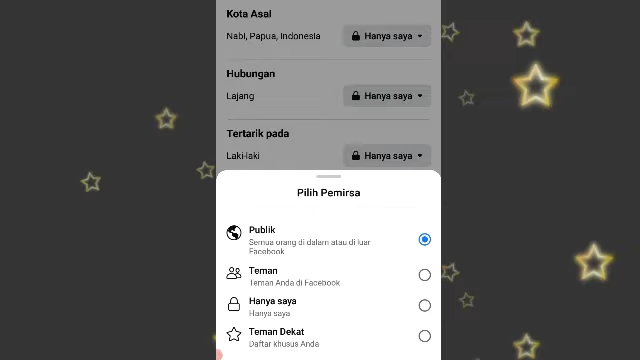 Kota Asal
Nabi, Papua, Indonesia Hanya saya
Hubungan
Lajang Hanya saya
Tertarik pada
Laki-laki Hanya saya
Pilih Pemirsa
Publik
Semua orang di dalam atau di luar
Facebook
Teman
Teman Anda di Facebook
Hanya saya
Hanya saya
Teman Dekat
Daftar khusus Anda